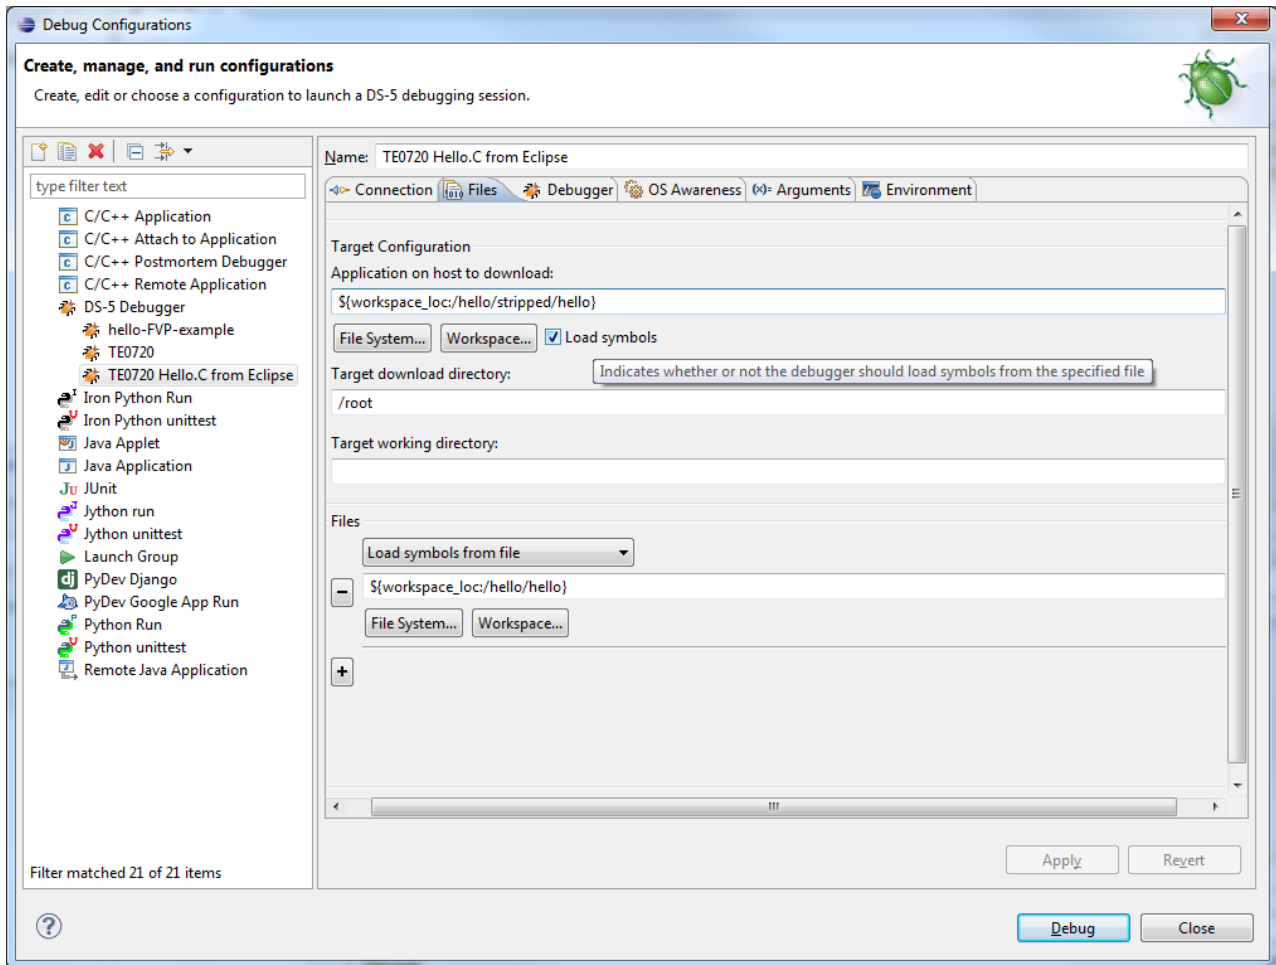 Debug Configurations
Create, manage, and run configurations
Create, edit or choose a configuration to launch a DS-5 debugging session.
type filter text
C/C++ Application
C/C++ Attach to Application
C/C++ Postmortem Debugger
C/C++ Remote Application
DS-5 Debugger
hello-FVP-example
TE0720
TE0720 Hello.C from Eclipse
Iron Python Run
Iron Python unittest
Java Applet
Java Application
JUnit
Jython run
Jython unittest
Launch Group
PyDev Django
PyDev Google App Run
Python Run
Python unittest
Remote Java Application
Filter matched 21 of 21 items
Name: TE0720 Hello.C from Eclipse
Connection Files Debugger OS Awareness Arguments Environment
Target Configuration
Application on host to download:
${workspace_loc:/hello/stripped/hello}
File System... Workspace... Load symbols
Indicates whether or not the debugger should load symbols from the specified file
Target download directory:
/root
Target working directory:
Files
Load symbols from file
${workspace_loc:/hello/hello}
File System... Workspace...
Apply Revert
Debug Close